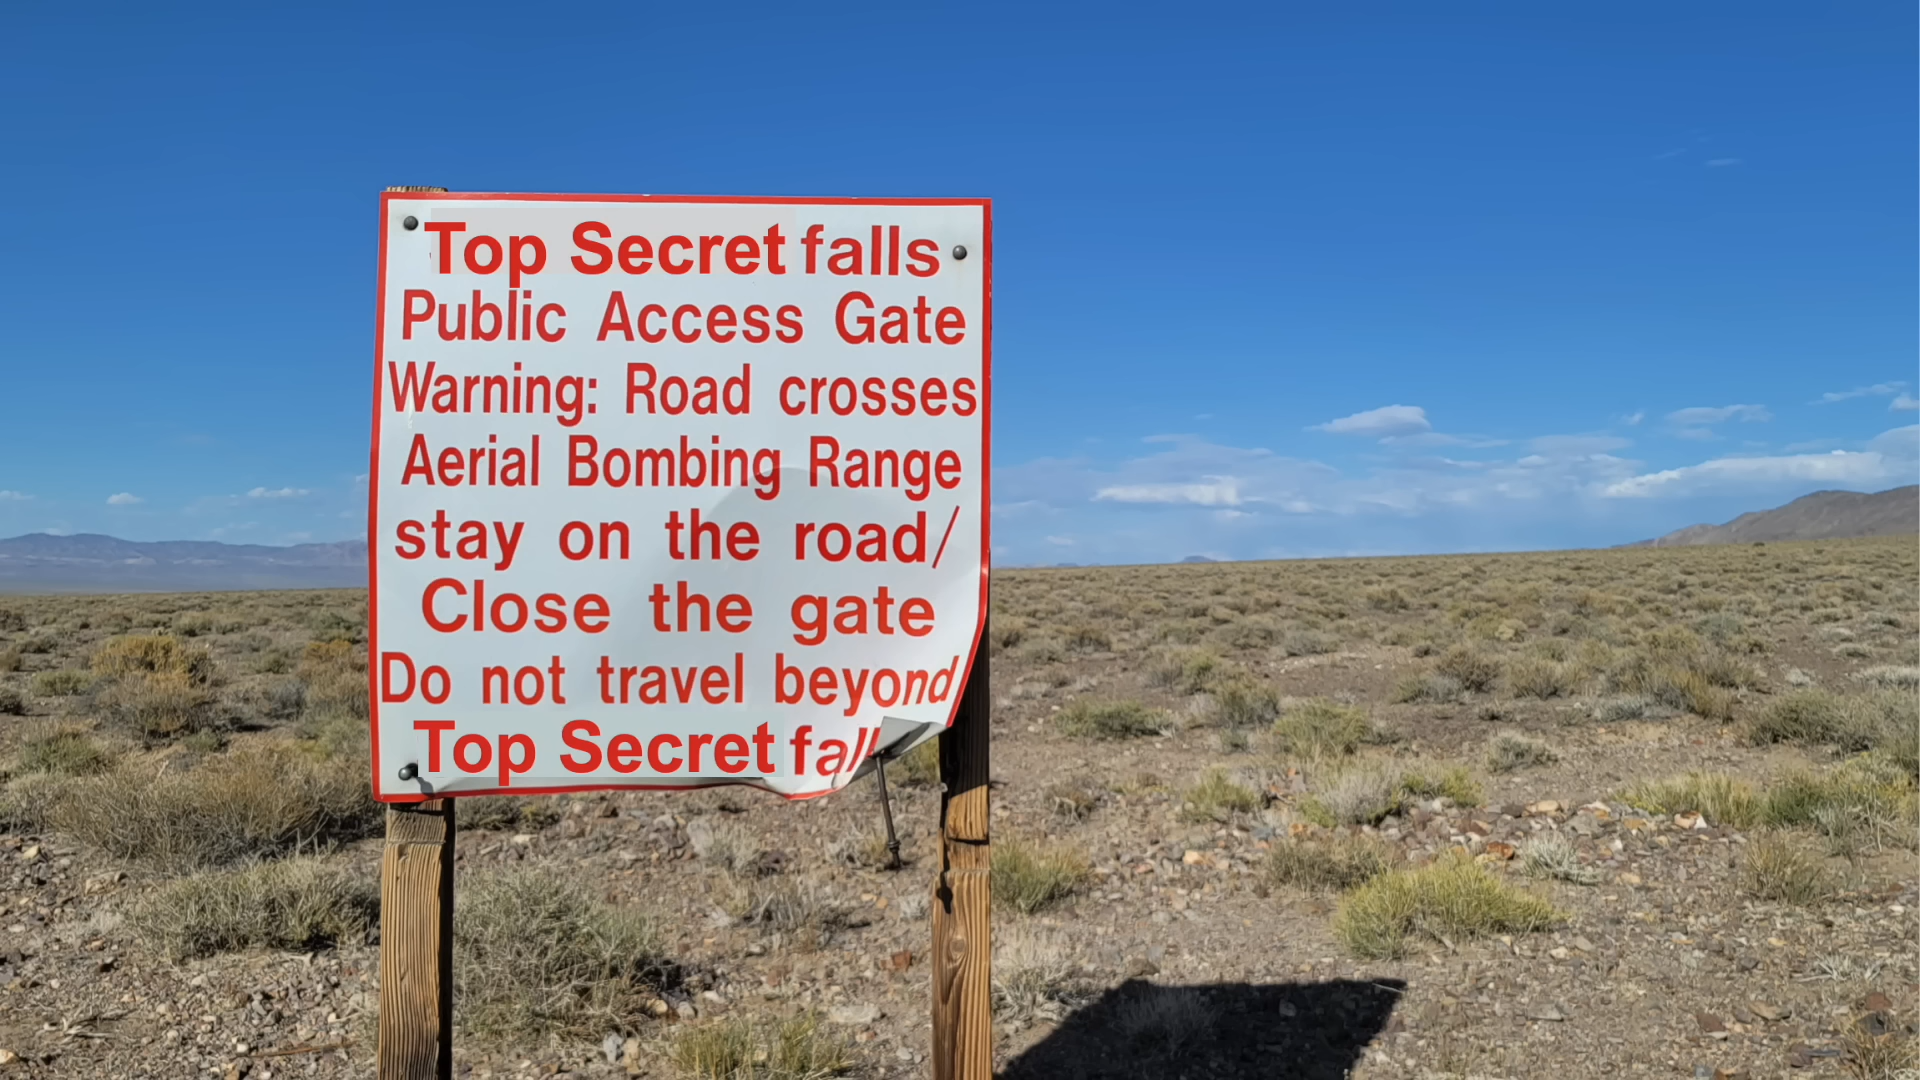 Top Secret falls
Public Access Gate
Warning: Road crosses
Aerial Bombing Range
stay on the road/
Close the gate
Do not travel beyond
Top Secret fall